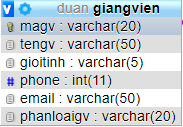 duan giangvien
magv : varchar(20)
tengv : varchar(50)
gioitinh : varchar(5)
# phone : int(11)
email : varchar(50)
phanloaigv : varchar(20)